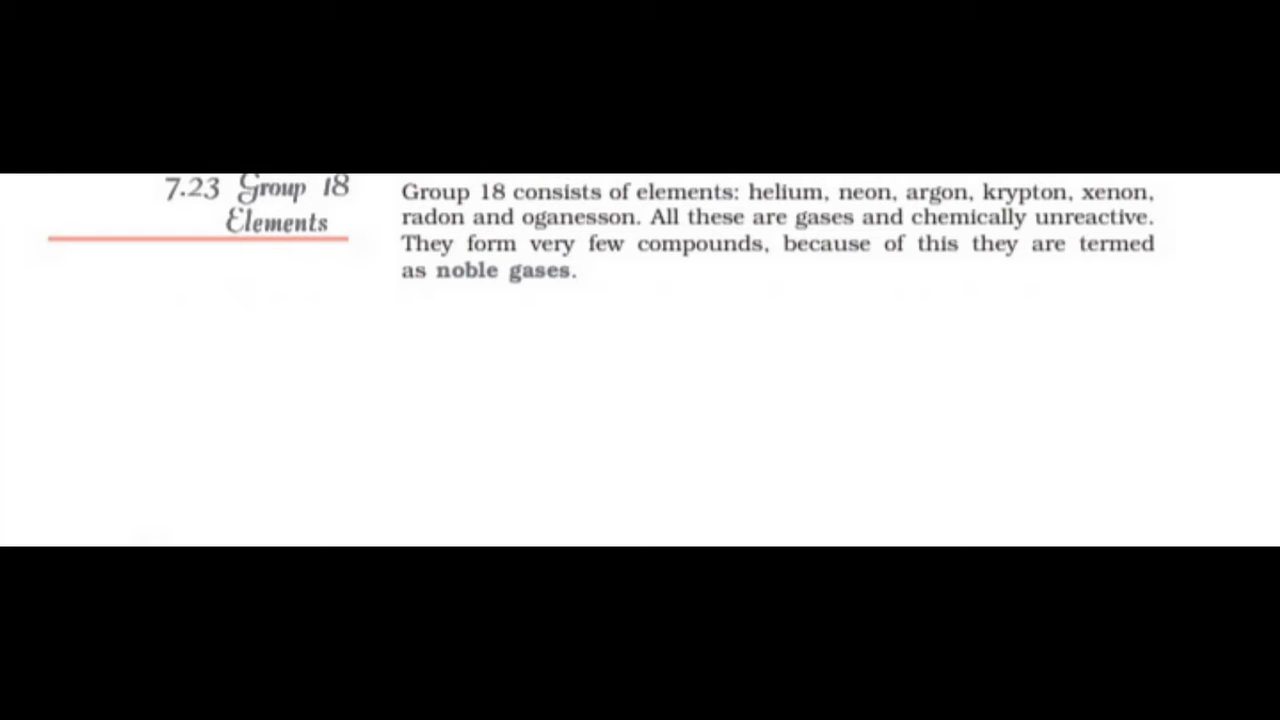 7.23 Group 18
Elements
Group 18 consists of elements: helium, neon, argon, krypton, xenon,
radon and oganesson. All these are gases and chemically unreactive.
They form very few compounds, because of this they are termed
as noble gases.